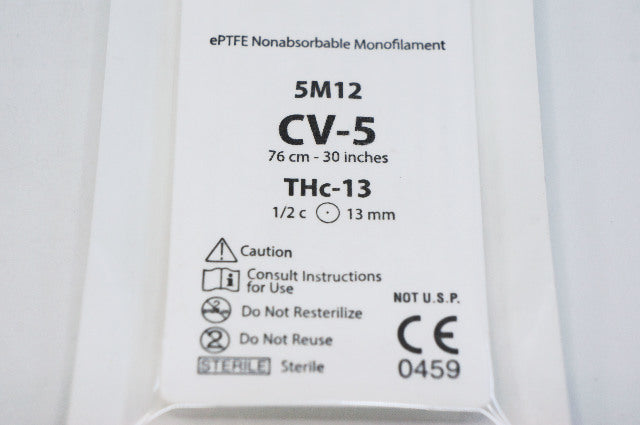 ePTFE Nonabsorbable Monofilament
5M12
CV-5
76 cm - 30 inches
THc-13
1/2 c 13 mm
Caution
Consult Instructions
for Use
Do Not Resterilize
Do Not Reuse
STERILE Sterile
NOT U.S.P.
CE
0459